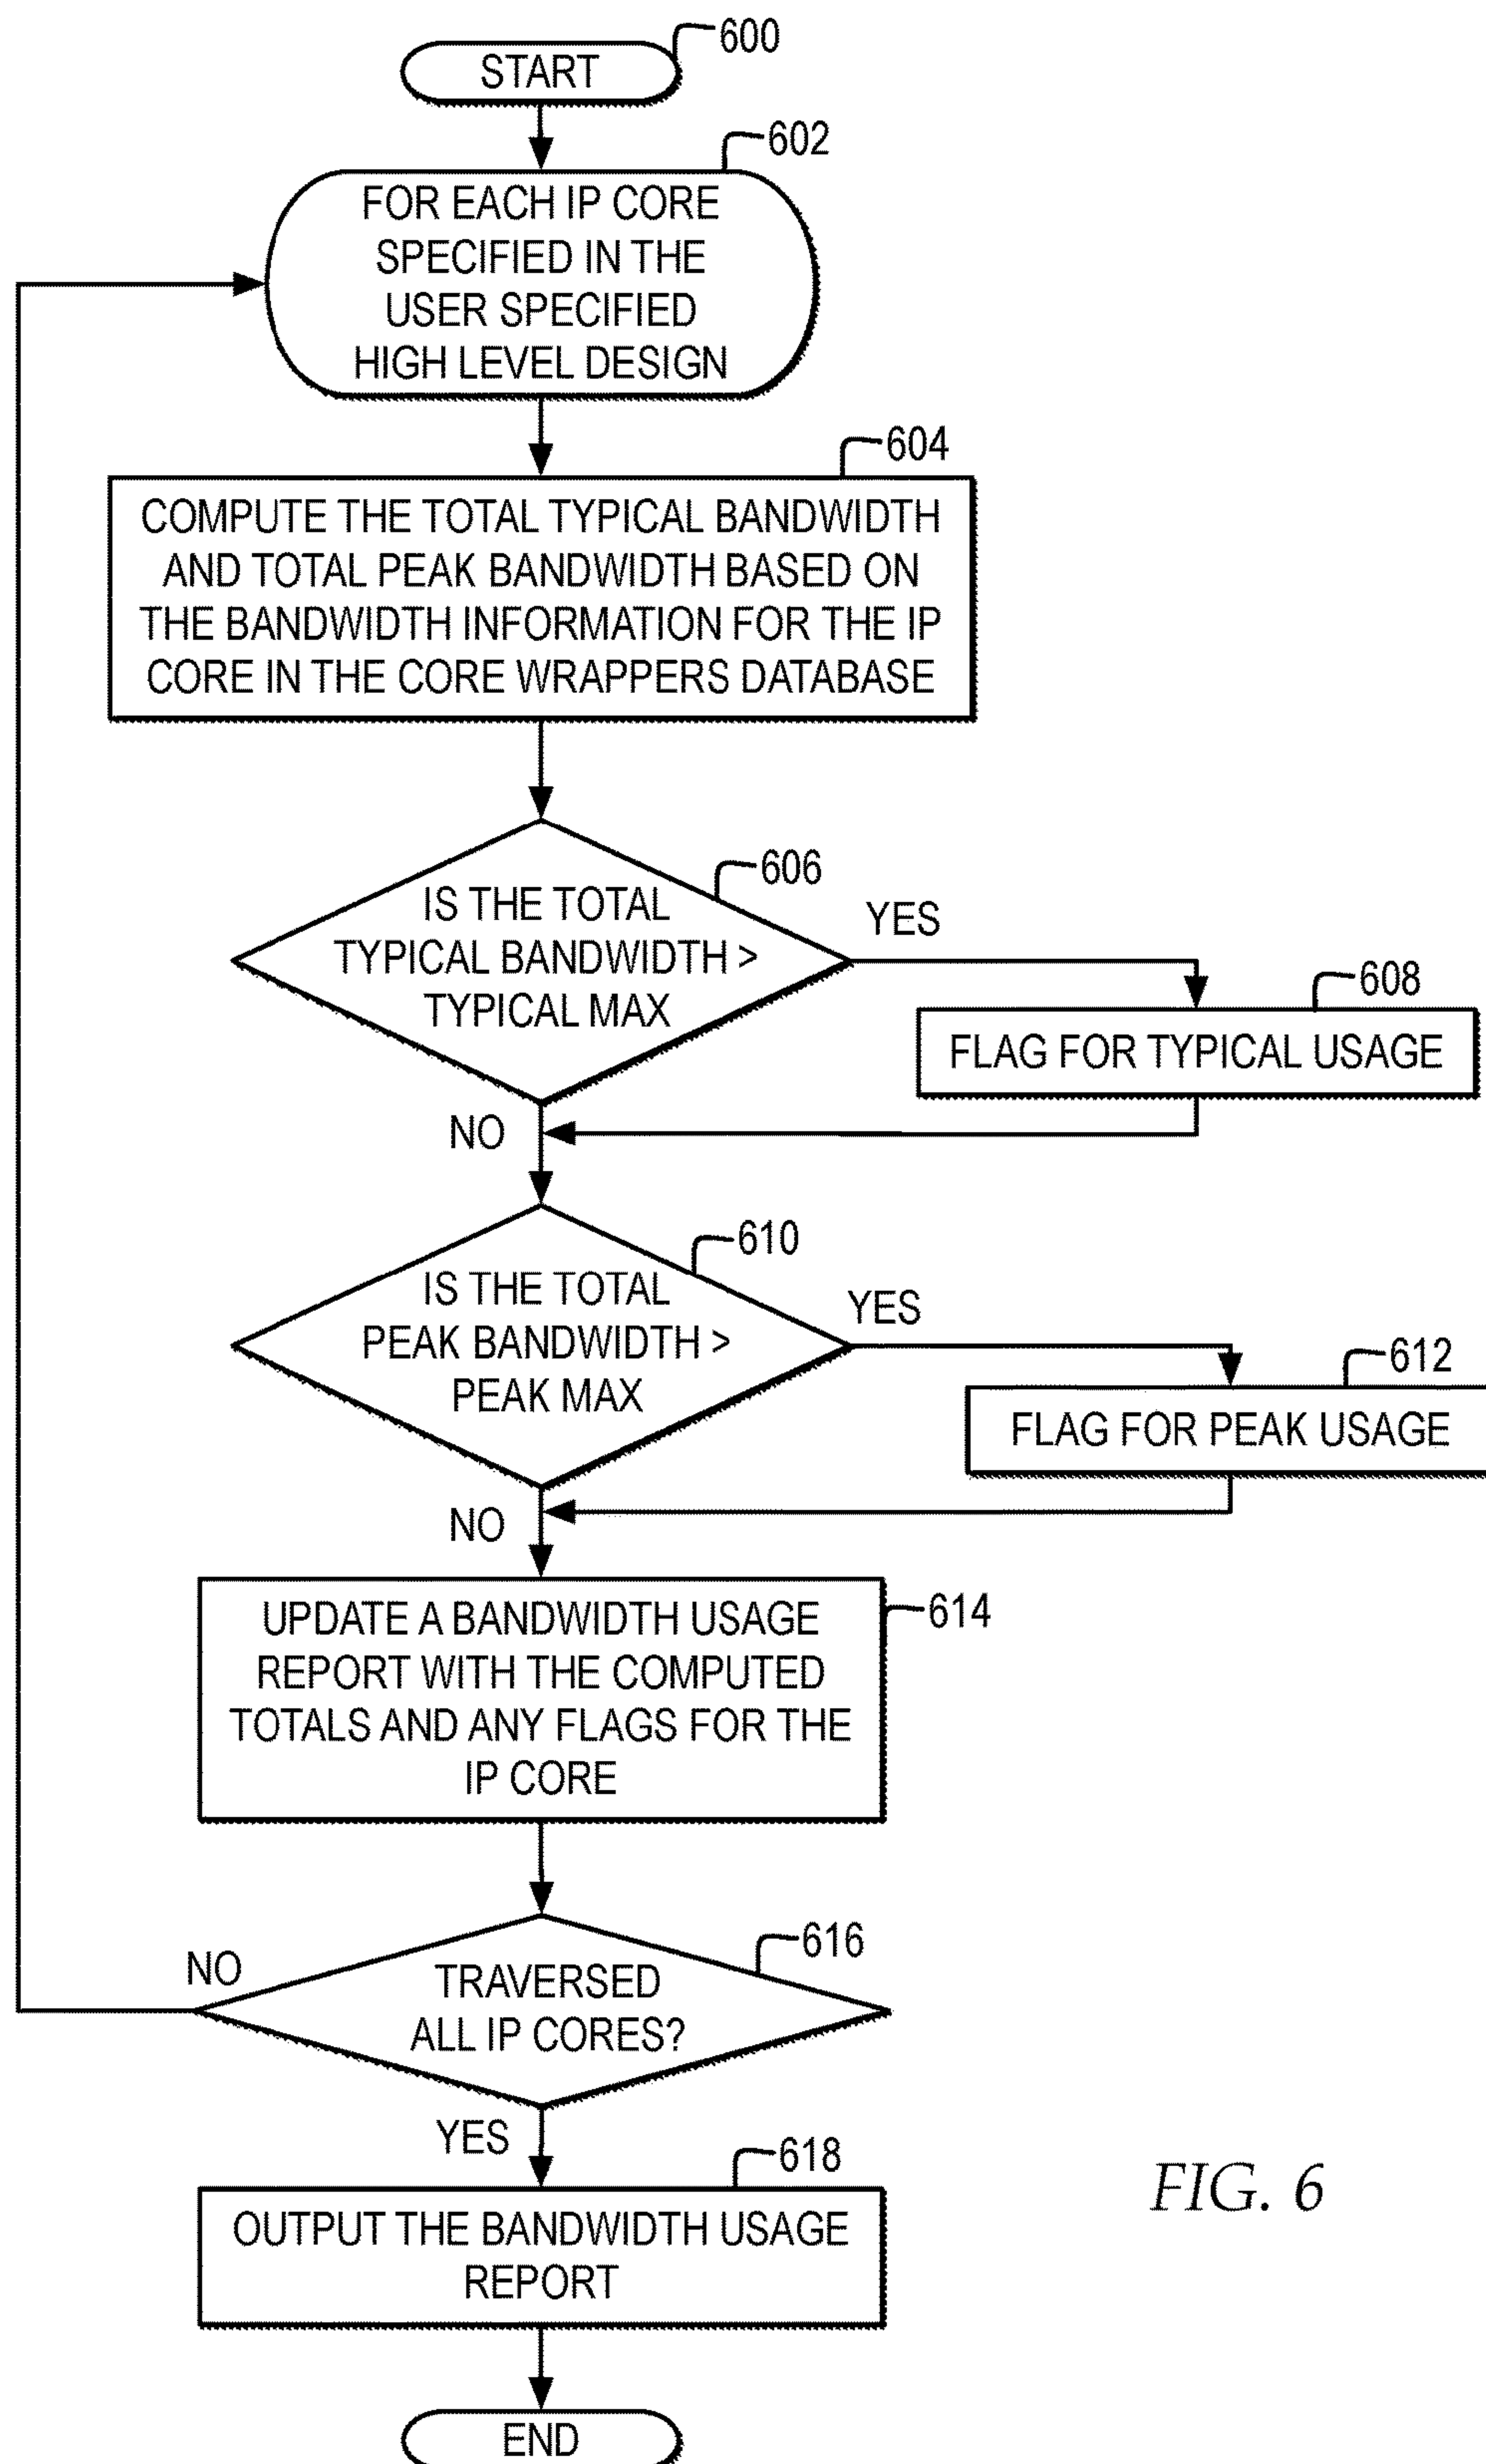 START
600
602
FOR EACH IP CORE
SPECIFIED IN THE
USER SPECIFIED
HIGH LEVEL DESIGN
604
COMPUTE THE TOTAL TYPICAL BANDWIDTH
AND TOTAL PEAK BANDWIDTH BASED ON
THE BANDWIDTH INFORMATION FOR THE IP
CORE IN THE CORE WRAPPERS DATABASE
606
IS THE TOTAL
TYPICAL BANDWIDTH >
TYPICAL MAX
YES
608
FLAG FOR TYPICAL USAGE
NO
610
IS THE TOTAL
PEAK BANDWIDTH >
PEAK MAX
YES
612
FLAG FOR PEAK USAGE
NO
614
UPDATE A BANDWIDTH USAGE
REPORT WITH THE COMPUTED
TOTALS AND ANY FLAGS FOR THE
IP CORE
616
NO
TRAVERSED
ALL IP CORES?
YES
618
OUTPUT THE BANDWIDTH USAGE
REPORT
FIG. 6
END